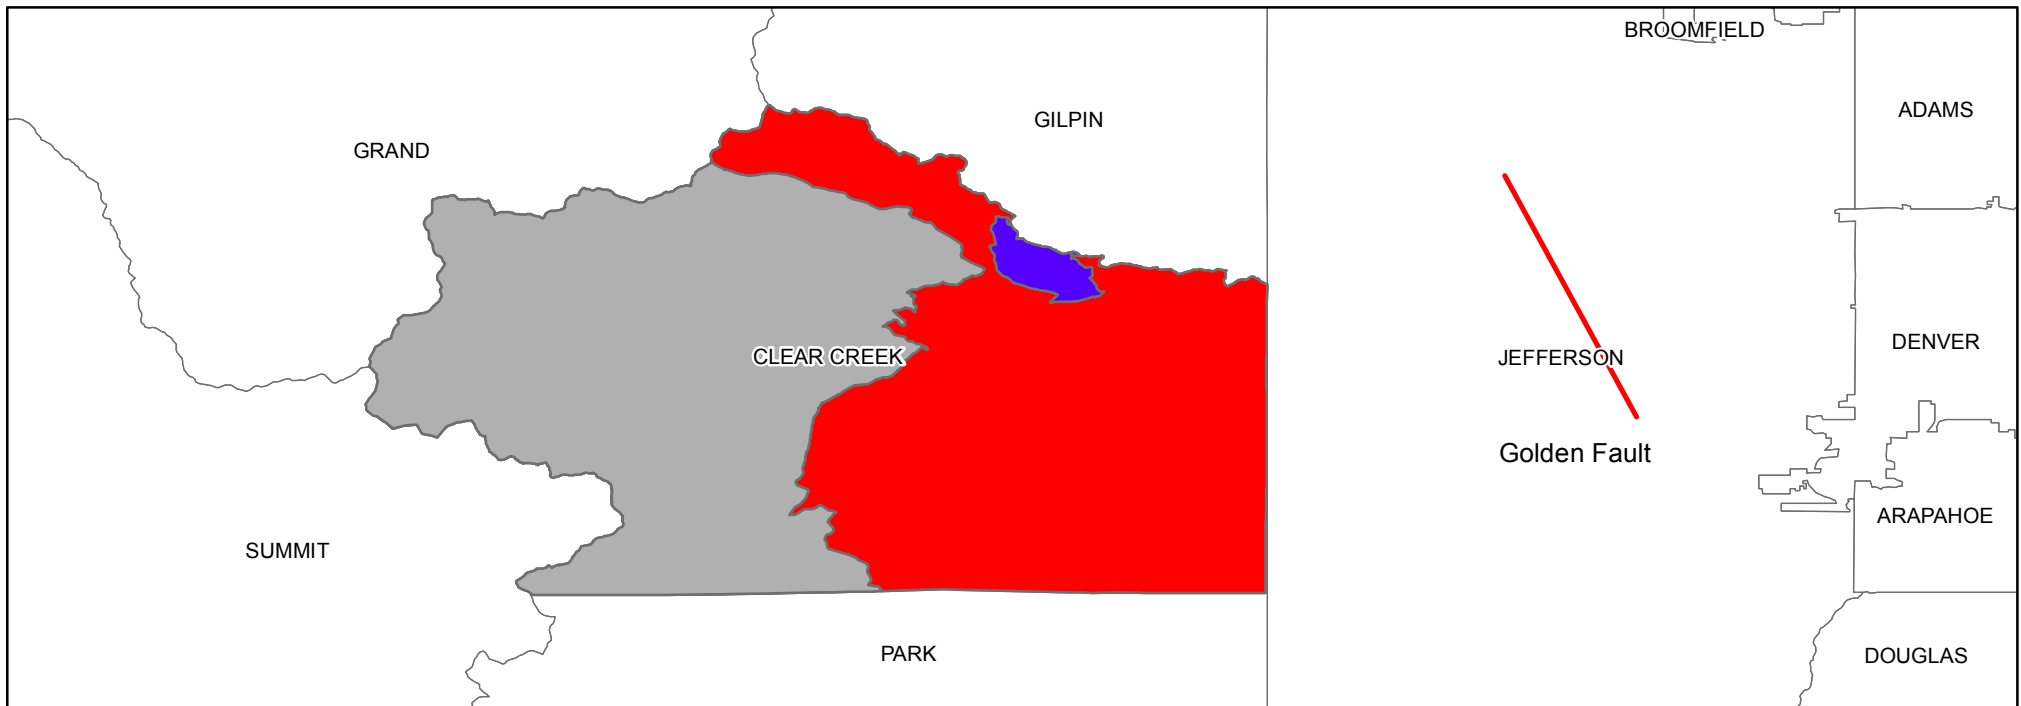 BROOMFIELD
ADAMS
GILPIN
GRAND
DENVER
CLEAR CREEK
JEFFERSON
Golden Fault
ARAPAHOE
SUMMIT
PARK
DOUGLAS